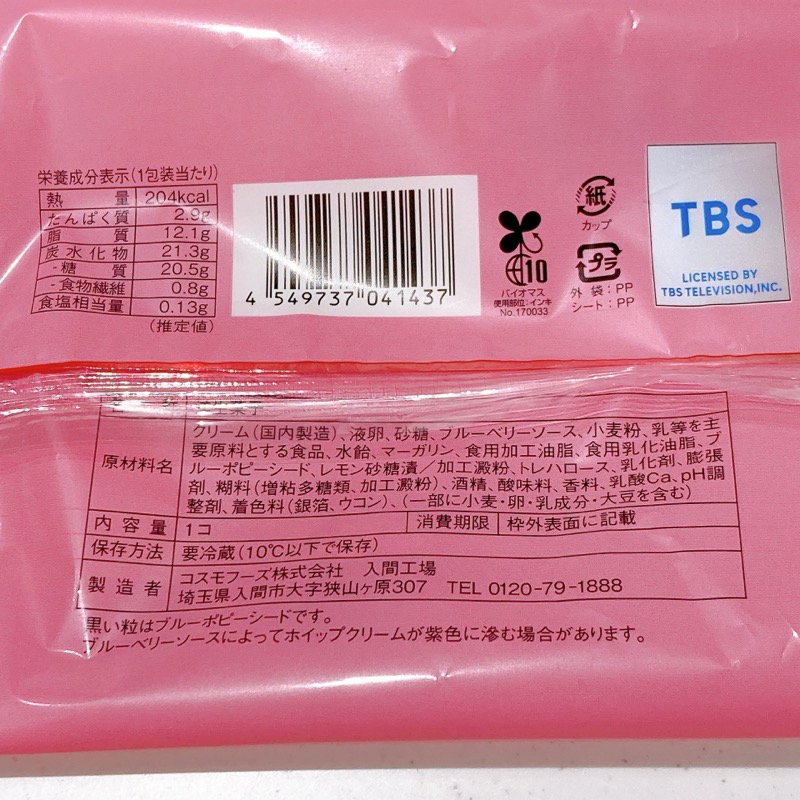 栄養成分表示(1包装当たり)
熱量 204kcal
たんぱく質 2.9g
脂質 12.1g
炭水化物 21.3g
-糖質 20.5g
-食物繊維 0.8g
食塩相当量 0.13g
(推定値)
4 549737 041437
10
バイオマス
使用部位:インキ
No.170033
紙
カップ
プラ
外袋:PP
シート:PP
TBS
LICENSED BY
TBS TELEVISION,INC.
原材料名
クリーム(国内製造)、液卵、砂糖、ブルーベリーソース、小麦粉、乳等を主
要原料とする食品、水飴、マーガリン、食用加工油脂、食用乳化油脂、ブ
ルーポピーシード、レモン砂糖漬/加工澱粉、トレハロース、乳化剤、膨張
剤、糊料(増粘多糖類、加工澱粉)、酒精、酸味料、香料、乳酸Ca、pH調
整剤、着色料(銀箔、ウコン)、(一部に小麦・卵・乳成分・大豆を含む)
内容量 1コ 消費期限 枠外表面に記載
保存方法 要冷蔵(10℃以下で保存)
製造者 コスモフーズ株式会社 入間工場
埼玉県入間市大字狭山ヶ原307 TEL 0120-79-1888
黒い粒はブルーポピーシードです。
ブルーベリーソースによってホイップクリームが紫色に滲む場合があります。